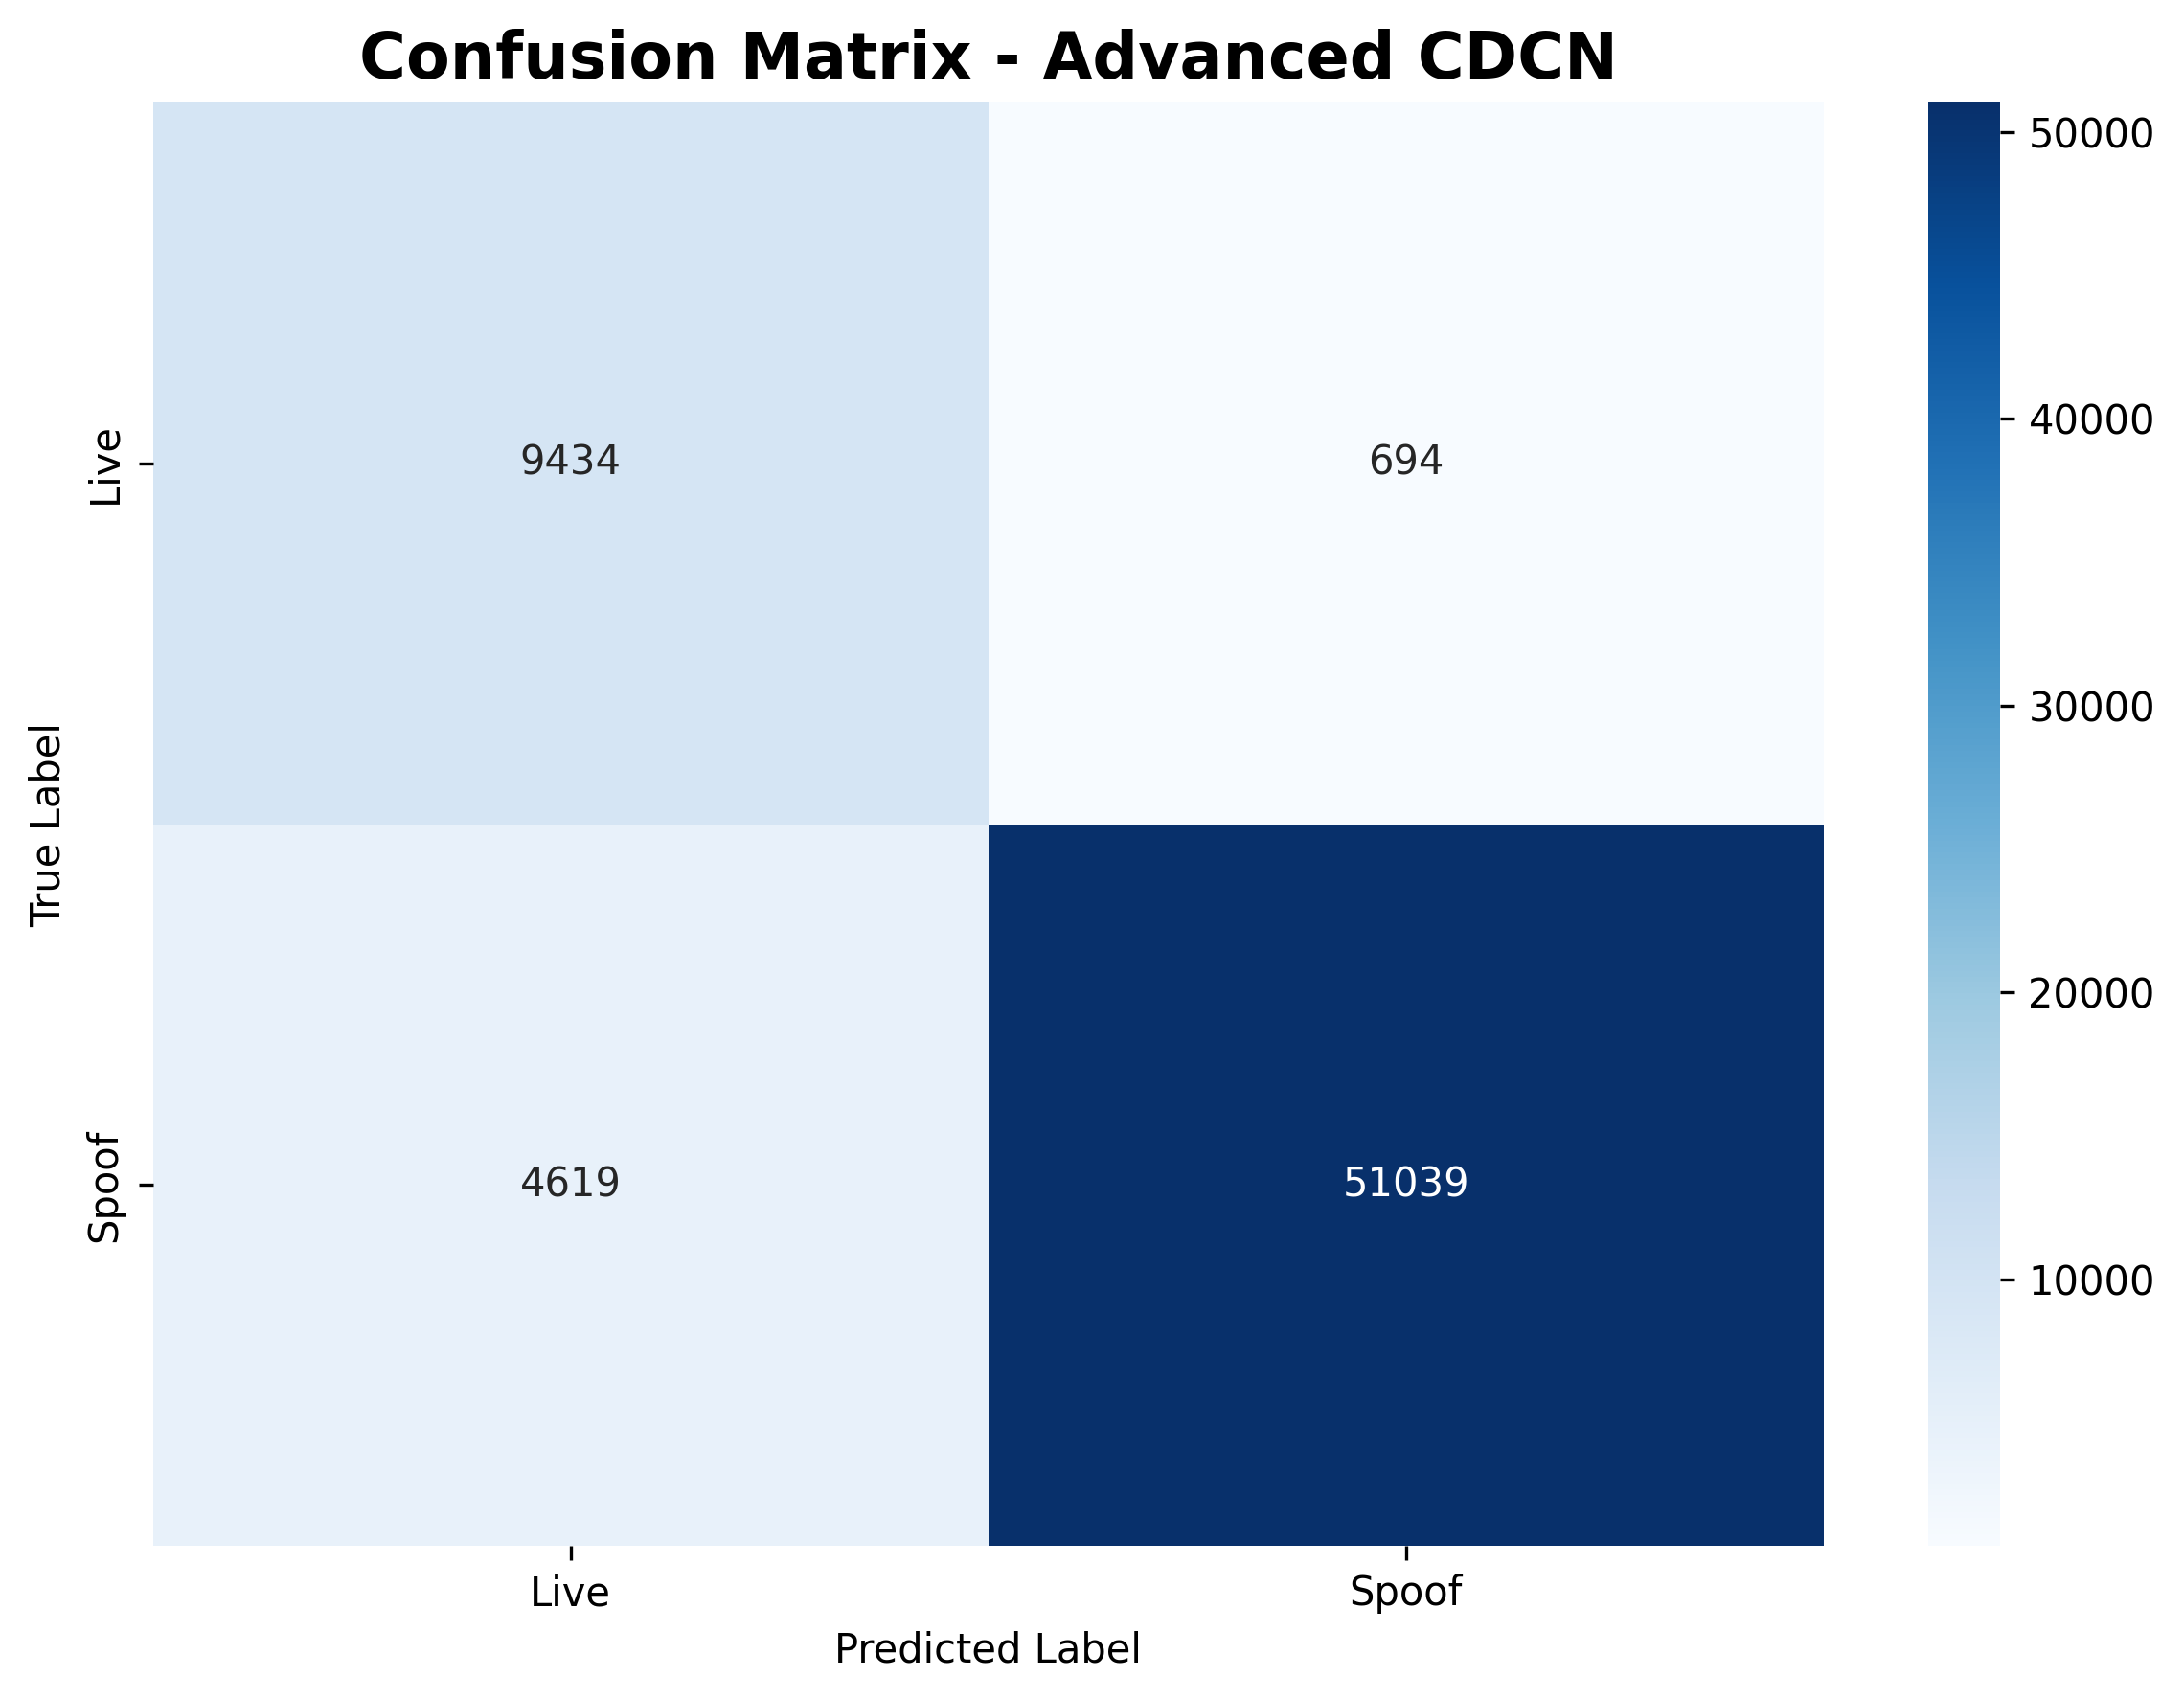 Confusion Matrix - Advanced CDCN
50000
40000
30000
20000
10000
True Label
Live
9434
694
Spoof
4619
51039
Live
Spoof
Predicted Label